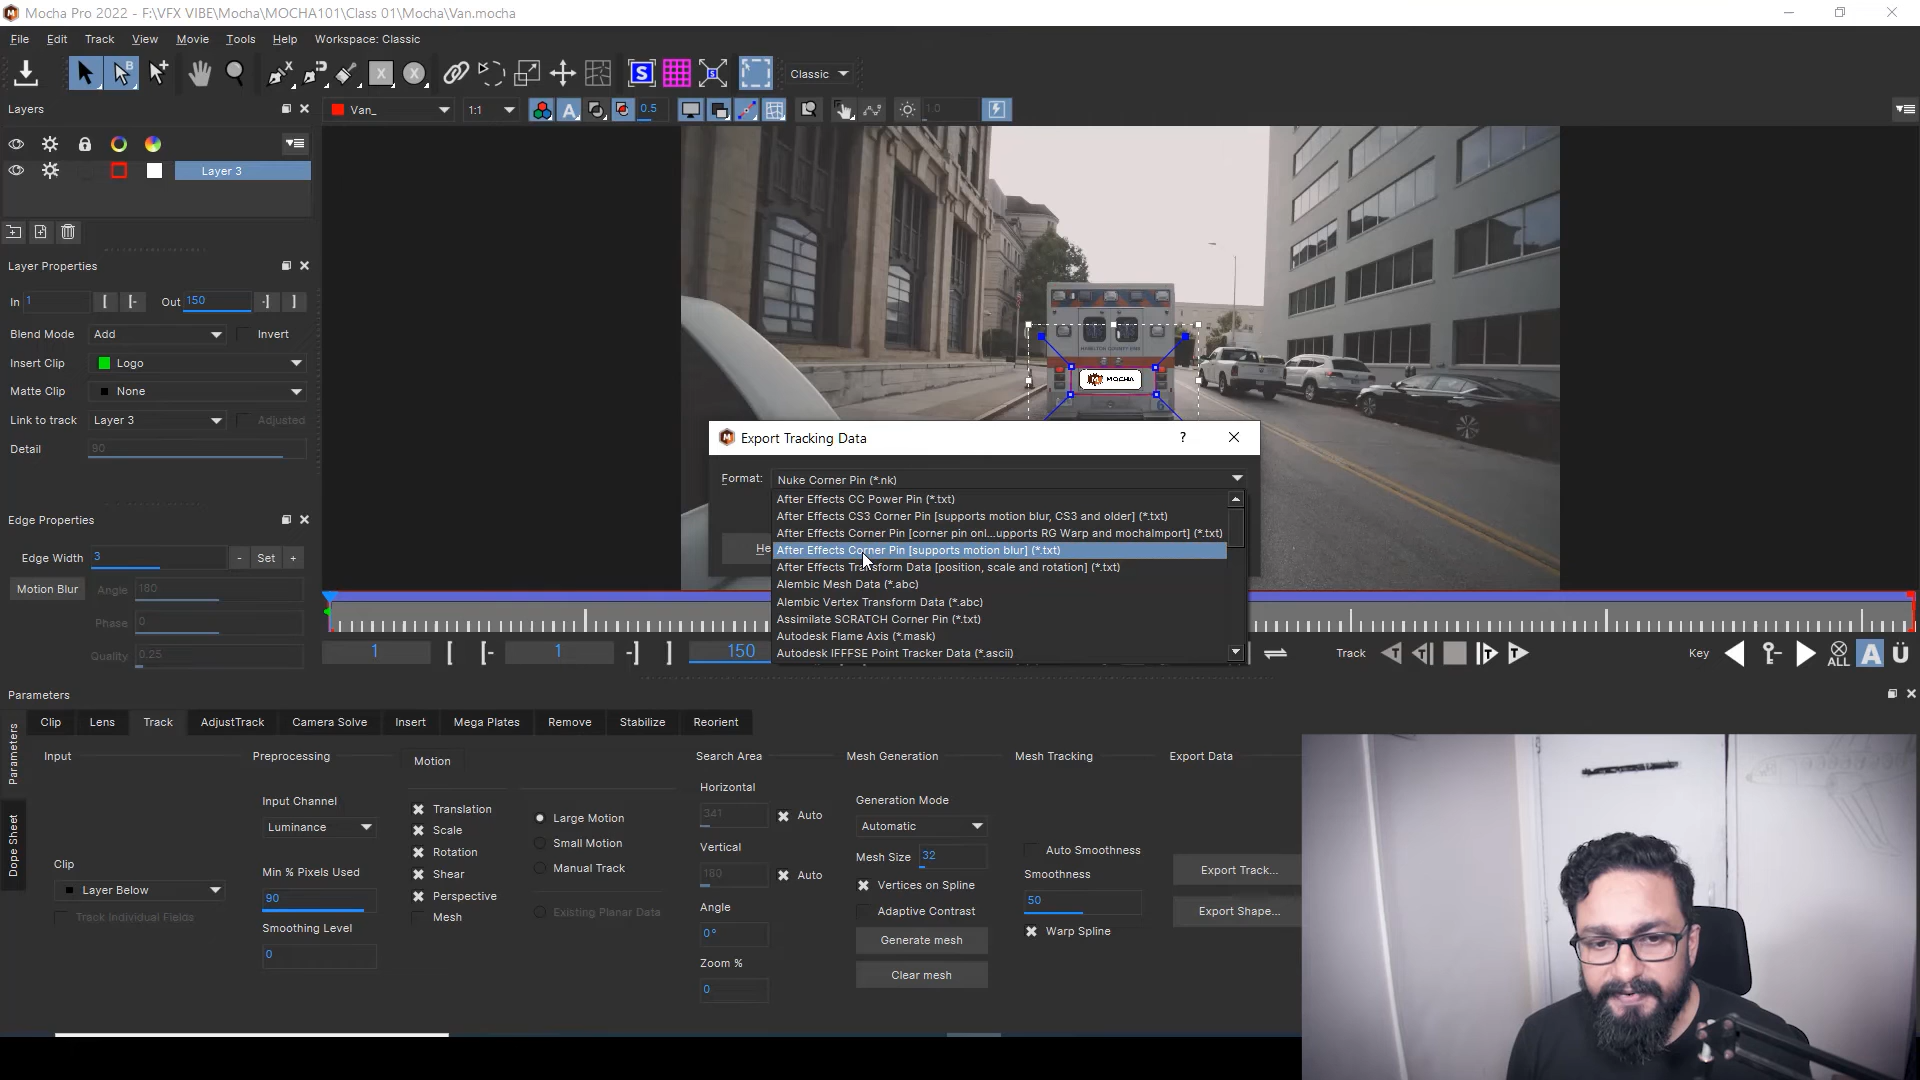 Mocha Pro 2022 - F:\VFX VIBE\Mocha\MOCHA101\Class 01\Mocha\Van.mocha
File Edit Track View Movie Tools Help Workspace: Classic
Classic
Layers
Van_ 1:1 0.5 1.0
Layer 3
Layer Properties
In 1 Out 150
Blend Mode Add Invert
Insert Clip Logo
Matte Clip None
Link to track Layer 3 Adjusted
Detail 90
Edge Properties
Edge Width 3 - Set +
Motion Blur Angle 180
Phase 0
Quality 0.25
MOCHA
Export Tracking Data ?
Format: Nuke Corner Pin (*.nk)
After Effects CC Power Pin (*.txt)
After Effects CS3 Corner Pin [supports motion blur, CS3 and older] (*.txt)
After Effects Corner Pin [corner pin onl...upports RG Warp and mochaImport] (*.txt)
After Effects Corner Pin [supports motion blur] (*.txt)
After Effects Transform Data [position, scale and rotation] (*.txt)
Alembic Mesh Data (*.abc)
Alembic Vertex Transform Data (*.abc)
Assimilate SCRATCH Corner Pin (*.txt)
Autodesk Flame Axis (*.mask)
Autodesk IFFFSE Point Tracker Data (*.ascii)
He
1 1 150 Track Key ALL A Ü
Parameters
Clip Lens Track AdjustTrack Camera Solve Insert Mega Plates Remove Stabilize Reorient
Parameters
Dope Sheet
Input
Clip
Layer Below
Track Individual Fields
Preprocessing
Input Channel
Luminance
Min % Pixels Used
90
Smoothing Level
0
Motion
Translation
Scale
Rotation
Shear
Perspective
Mesh
Large Motion
Small Motion
Manual Track
Existing Planar Data
Search Area
Horizontal
341 Auto
Vertical
180 Auto
Angle
0°
Zoom %
0
Mesh Generation
Generation Mode
Automatic
Mesh Size 32
Vertices on Spline
Adaptive Contrast
Generate mesh
Clear mesh
Mesh Tracking
Auto Smoothness
Smoothness
50
Warp Spline
Export Data
Export Track...
Export Shape...